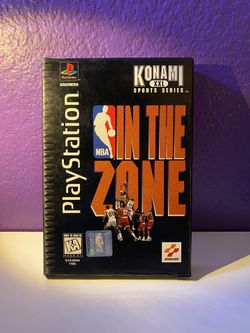 PlayStation
KONAMI
XXL
SPORTS SERIES
NBA
IN THE
ZONE
KONAMI